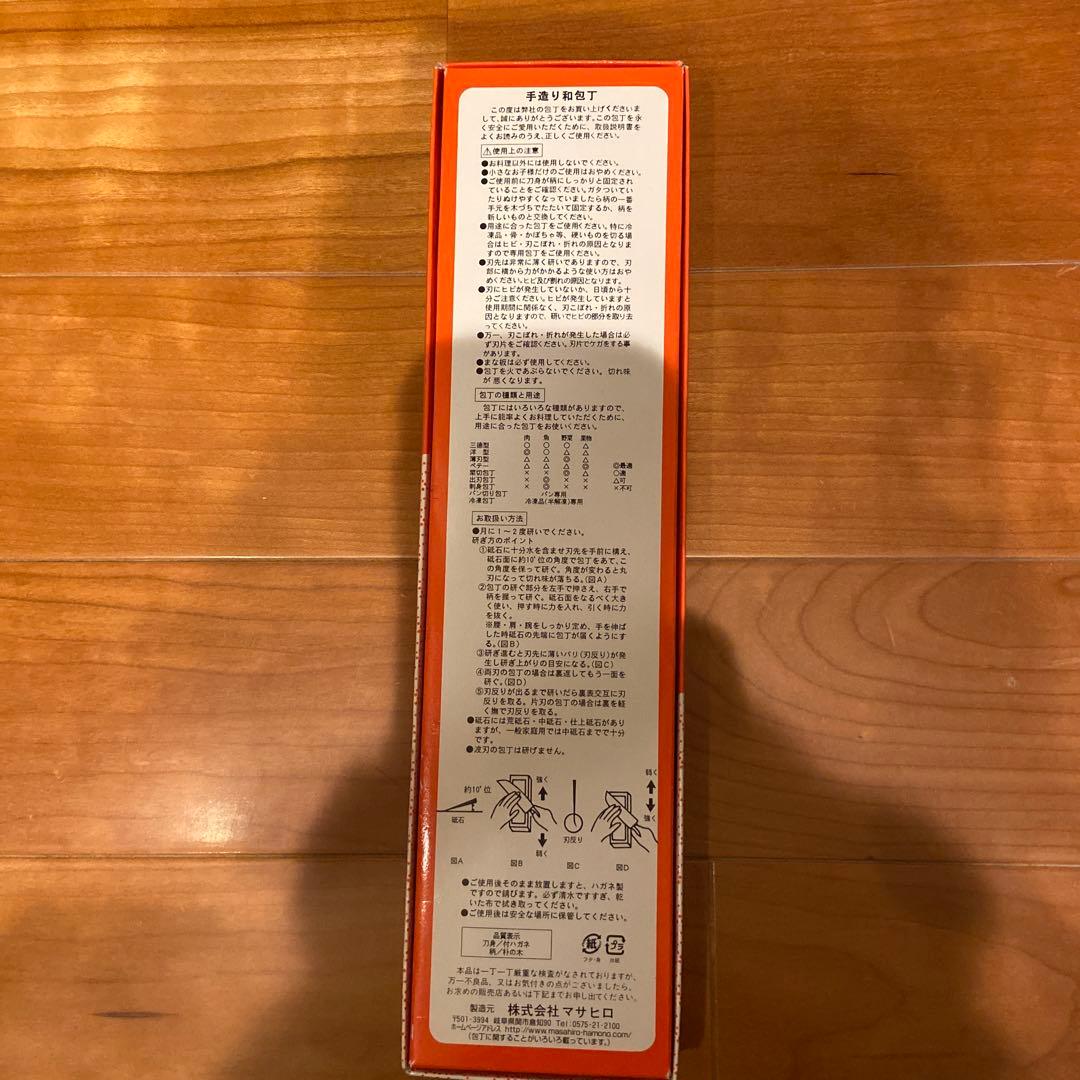 手造り和包丁
この度は弊社の包丁をお買い上げくださいま
して、誠にありがとうございます。この包丁を永
く安全にご愛用いただくために、取扱説明書を
よくお読みのうえ、正しくご使用ください。
⚠使用上の注意
●お料理以外には使用しないでください。
●小さなお子様だけのご使用はおやめください。
●ご使用前に刀身が柄にしっかりと固定され
ていることをご確認ください。ガタついてい
たりぬけやすくなっていましたら柄の一番
手元を木づちでたたいて固定するか、柄を
新しいものと交換してください。
●用途に合った包丁をご使用ください。特に冷
凍品・骨・かぼちゃ等、硬いものを切る場
合はヒビ・刃こぼれ・折れの原因となりま
すので専用包丁をご使用ください。
●刃先は非常に薄く研いでありますので、刃
部に横から力がかかるような使い方はおや
めください。ヒビ及び割れの原因となります。
●刃にヒビが発生していないか、日頃から十
分ご注意ください。ヒビが発生していますと
使用期間に関係なく、刃こぼれ・折れの原
因となりますので、研いでヒビの部分を取り去
ってください。
●万一、刃こぼれ・折れが発生した場合は必
ず刃片をご確認ください。刃片でケガをする事
があります。
●まな板は必ず使用してください。
●包丁を火であぶらないでください。切れ味
が悪くなります。
包丁の種類と用途
包丁にはいろいろな種類がありますので、
上手に能率よくお料理していただくために、
用途に合った包丁をお使いください。
肉 魚 野菜 果物
三徳型 ○ ○ ○ △
洋型 ◎ ○ △ △
薄刃型 △ △ ○ △
ペテー △ △ △ ◎ ◎最適
菜切包丁 × × ◎ △ ○適
出刃包丁 × ◎ × × △可
刺身包丁 × ◎ × × ×不可
パン切り包丁 パン専用
冷凍包丁 冷凍品(半解凍)専用
お取扱い方法
●月に1～2度研いでください。
研ぎ方のポイント
①砥石に十分水を含ませ刃先を手前に構え、
砥石面に約10°位の角度で包丁をあて、こ
の角度を保って研ぐ。角度が変わると丸
刃になって切れ味が落ちる。(図A)
②包丁の研ぐ部分を左手で押さえ、右手で
柄を握って研ぐ。砥石面をなるべく大き
く使い、押す時に力を入れ、引く時に力
を抜く。
※腰・肩・腕をしっかり定め、手を伸ば
した時砥石の先端に包丁が届くようにす
る。(図B)
③研ぎ進むと刃先に薄いバリ(刃反り)が発
生し研ぎ上がりの目安になる。(図C)
④両刃の包丁の場合は裏返してもう一面を
研ぐ。(図D)
⑤刃反りが出るまで研いだら裏表交互に刃
反りを取る。片刃の包丁の場合は裏を軽
く撫で刃反りを取る。
●砥石には荒砥石・中砥石・仕上砥石があり
ますが、一般家庭用では中砥石までで十分
です。
●波刃の包丁は研げません。
約10°位
砥石
強く
弱く
刃反り
弱く
強く
図A 図B 図C 図D
●ご使用後そのまま放置しますと、ハガネ製
ですので錆びます。必ず清水ですすぎ、乾
いた布で拭き取ってください。
●ご使用後は安全な場所に保管してください。
品質表示
刀身/付ハガネ
柄/朴の木
紙
フタ・身
プラ
台紙
本品は一丁一丁厳重な検査がなされておりますが、
万一不良品、又はお気付きの点がございましたら、
お求めの販売店あるいは下記までお申し出てください。
製造元 株式会社マサヒロ
〒501-3994 岐阜県関市倉知90 Tel:0575-21-2100
ホームページアドレス http://www.masahiro-hamono.com/
(包丁に関することがいろいろ載っています。)